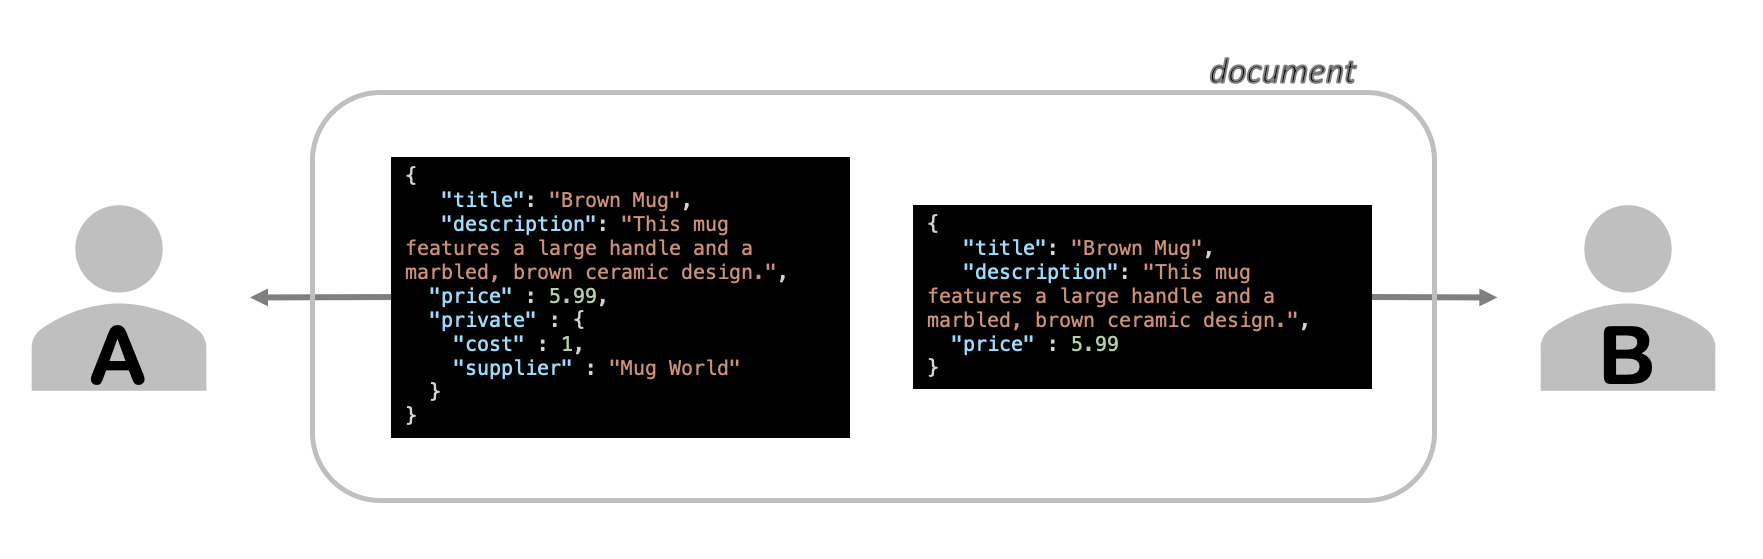 document
{
   "title": "Brown Mug",
   "description": "This mug
features a large handle and a
marbled, brown ceramic design.",
  "price" : 5.99,
  "private" : {
    "cost" : 1,
    "supplier" : "Mug World"
  }
}
{
   "title": "Brown Mug",
   "description": "This mug
features a large handle and a
marbled, brown ceramic design.",
  "price" : 5.99
}
A
B